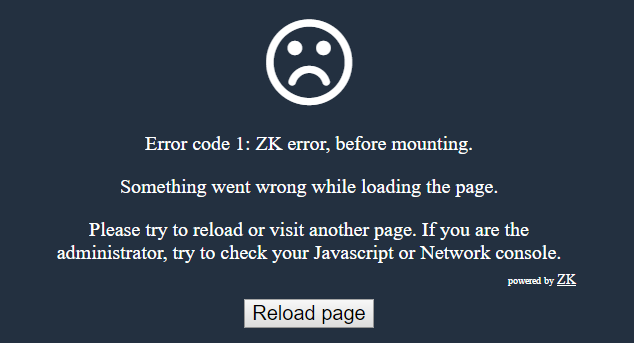 Error code 1: ZK error, before mounting.
Something went wrong while loading the page.
Please try to reload or visit another page. If you are the
administrator, try to check your Javascript or Network console.
powered by ZK
Reload page